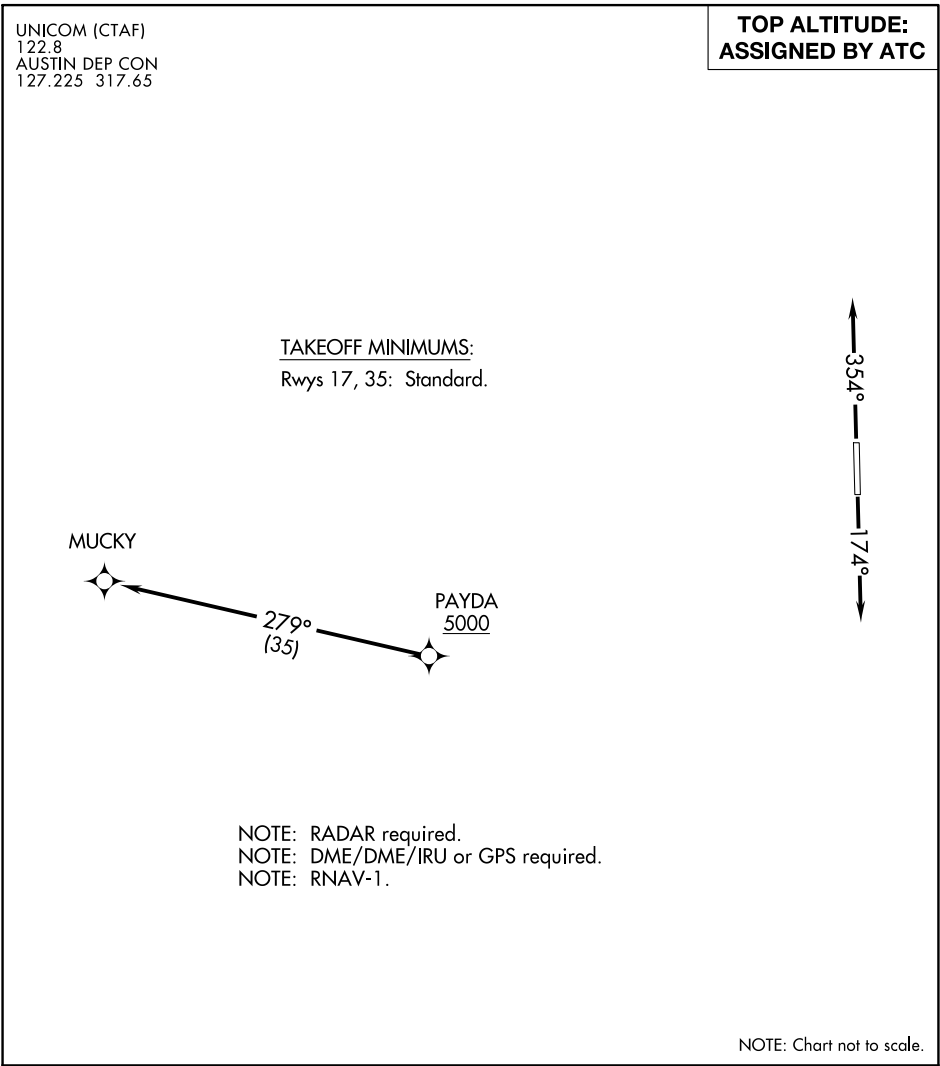 UNICOM (CTAF)
122.8
AUSTIN DEP CON
127.225 317.65
TOP ALTITUDE:
ASSIGNED BY ATC
TAKEOFF MINIMUMS:
Rwys 17, 35: Standard.
354°
174°
MUCKY
279°
(35)
PAYDA
5000
NOTE: RADAR required.
NOTE: DME/DME/IRU or GPS required.
NOTE: RNAV-1.
NOTE: Chart not to scale.